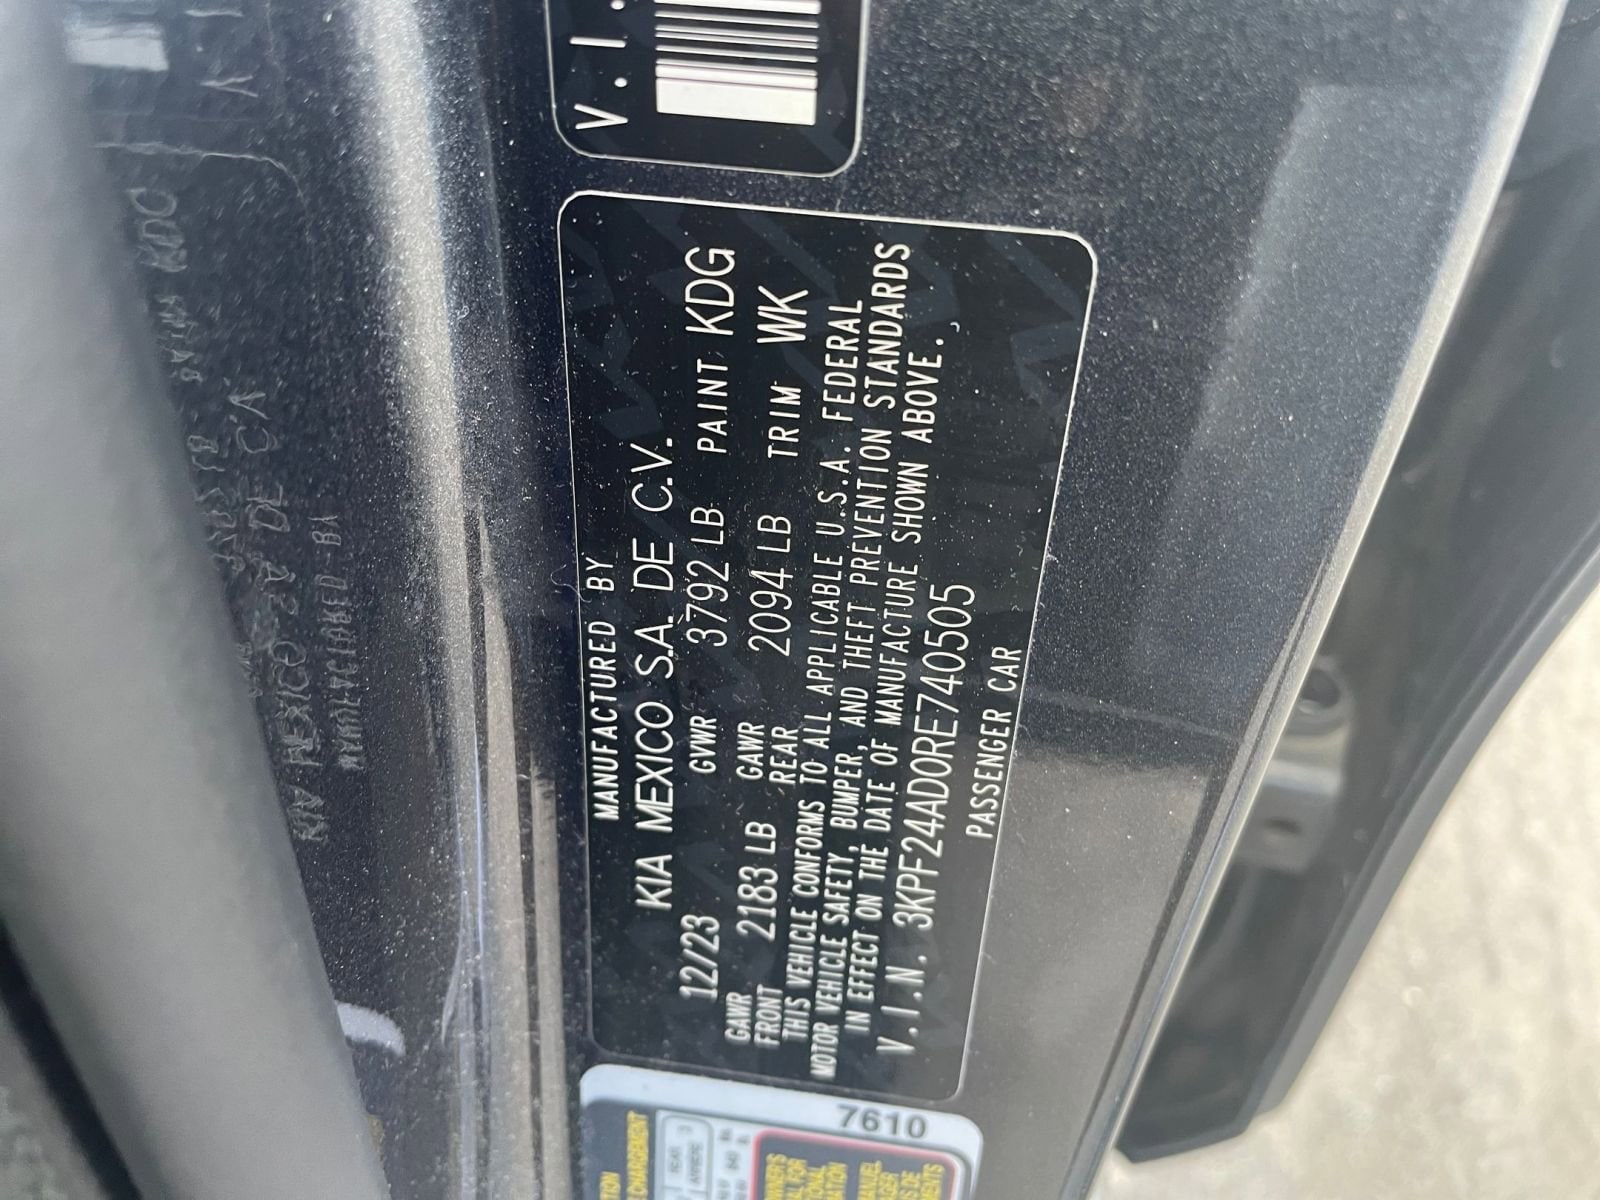 V.I.
MANUFACTURED BY
KIA MEXICO S.A. DE C.V.
12/23 GVWR 3792 LB PAINT KDG
GAWR FRONT 2183 LB GAWR REAR 2094 LB TRIM WK
THIS VEHICLE CONFORMS TO ALL APPLICABLE U.S.A. FEDERAL
MOTOR VEHICLE SAFETY, BUMPER, AND THEFT PREVENTION STANDARDS
IN EFFECT ON THE DATE OF MANUFACTURE SHOWN ABOVE.
V.I.N. 3KPF24AD0RE740505
PASSENGER CAR
7610